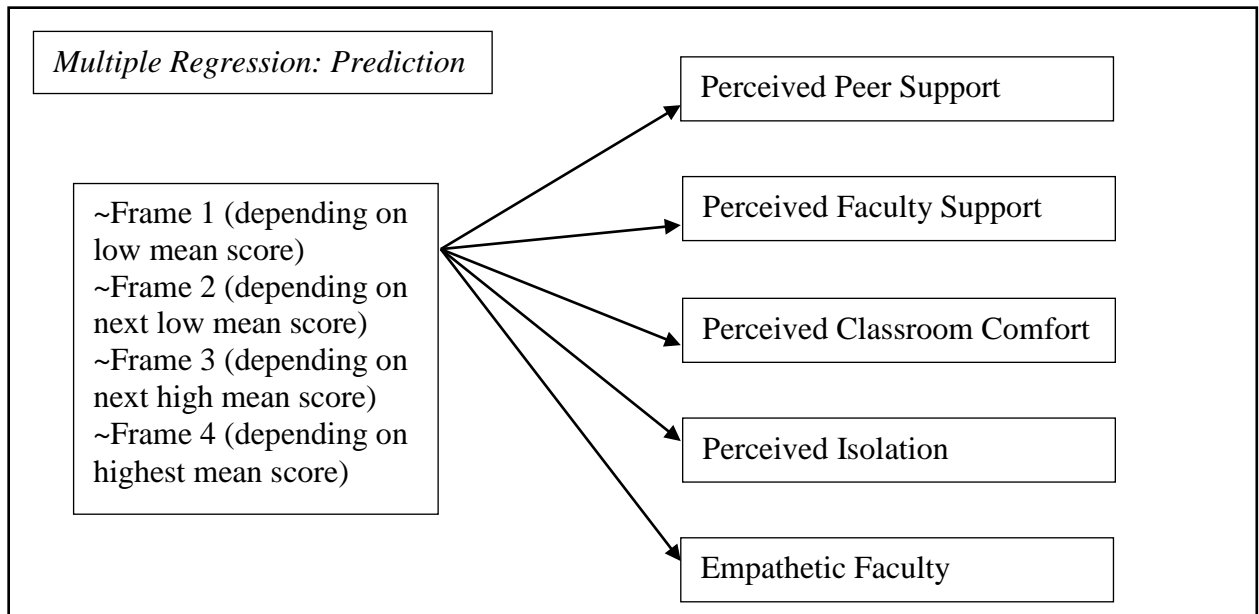 Multiple Regression: Prediction
~Frame 1 (depending on
low mean score)
~Frame 2 (depending on
next low mean score)
~Frame 3 (depending on
next high mean score)
~Frame 4 (depending on
highest mean score)
Perceived Peer Support
Perceived Faculty Support
Perceived Classroom Comfort
Perceived Isolation
Empathetic Faculty